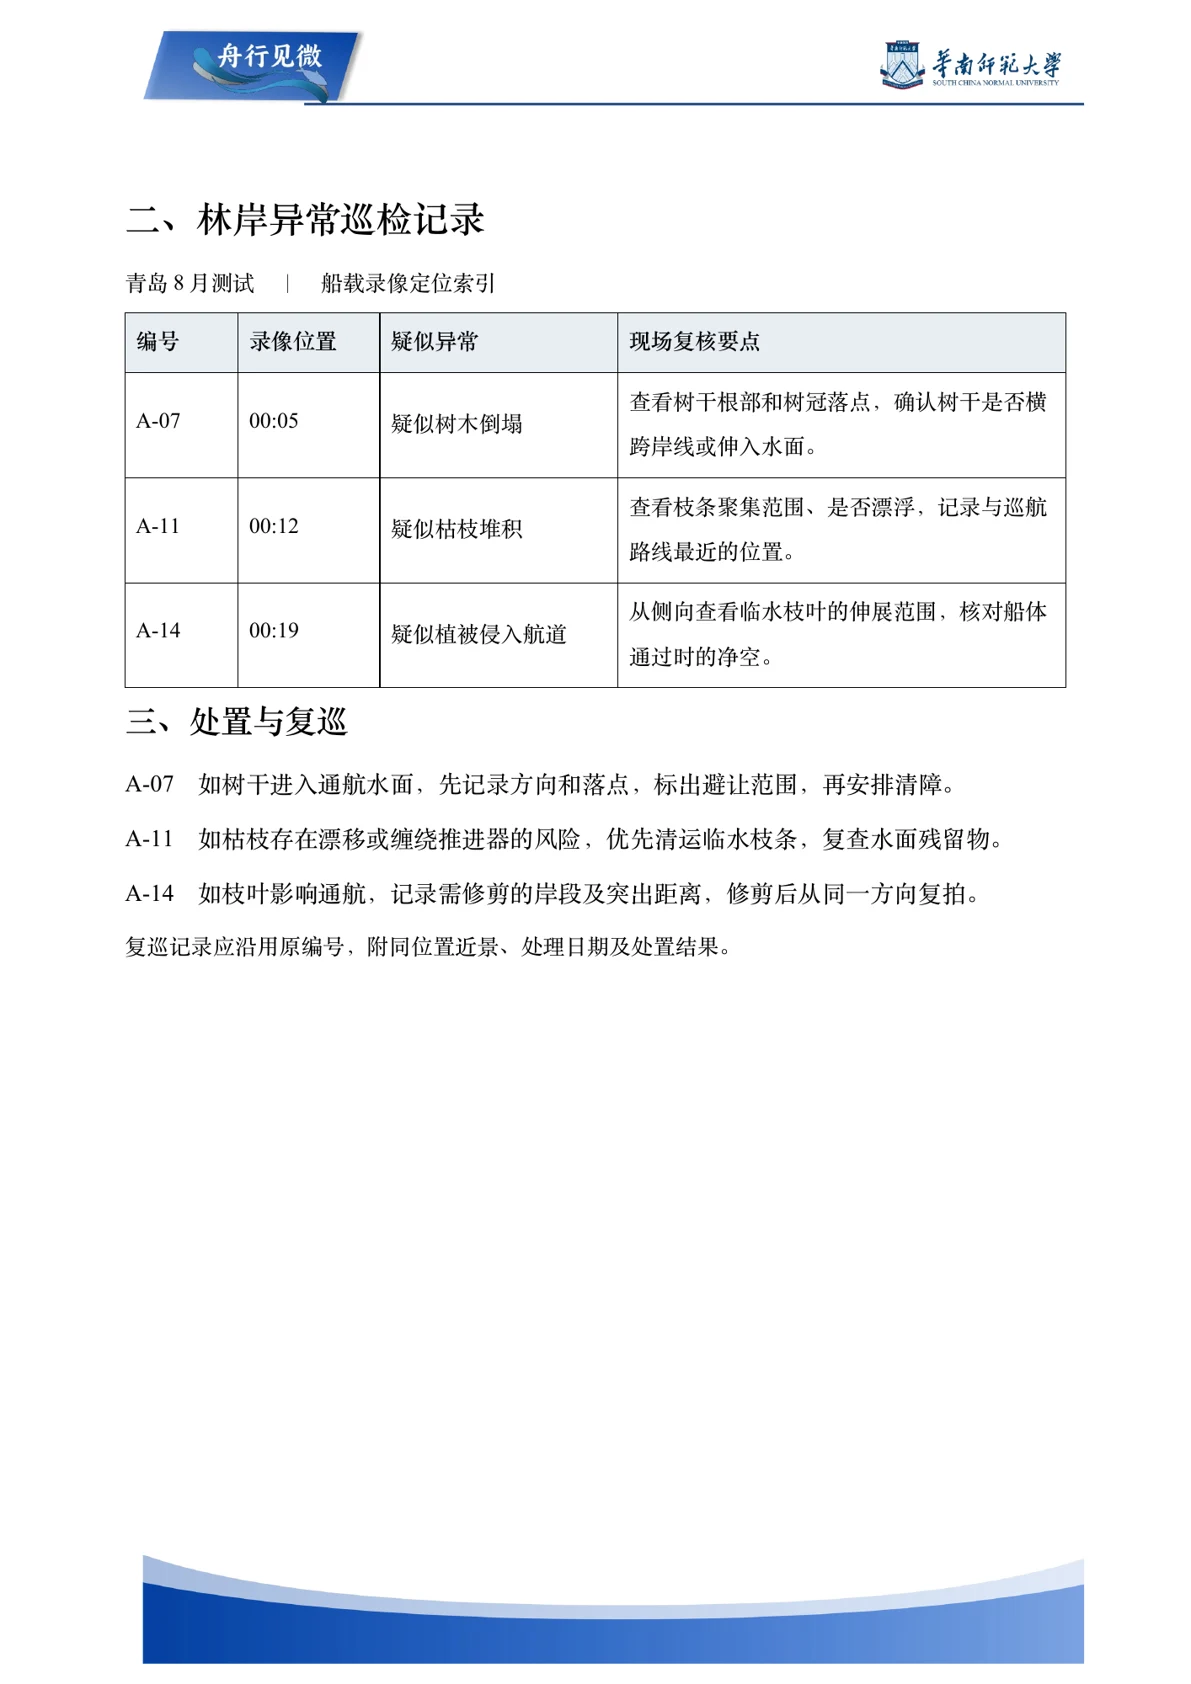 舟行见微
華南师范大学
SOUTH CHINA NORMAL UNIVERSITY
二、林岸异常巡检记录
青岛 8 月测试 | 船载录像定位索引
编号 录像位置 疑似异常 现场复核要点
A-07 00:05 疑似树木倒塌 查看树干根部和树冠落点，确认树干是否横
跨岸线或伸入水面。
A-11 00:12 疑似枯枝堆积 查看枝条聚集范围、是否漂浮，记录与巡航
路线最近的位置。
A-14 00:19 疑似植被侵入航道 从侧向查看临水枝叶的伸展范围，核对船体
通过时的净空。
三、处置与复巡
A-07 如树干进入通航水面，先记录方向和落点，标出避让范围，再安排清障。
A-11 如枯枝存在漂移或缠绕推进器的风险，优先清运临水枝条，复查水面残留物。
A-14 如枝叶影响通航，记录需修剪的岸段及突出距离，修剪后从同一方向复拍。
复巡记录应沿用原编号，附同位置近景、处理日期及处置结果。